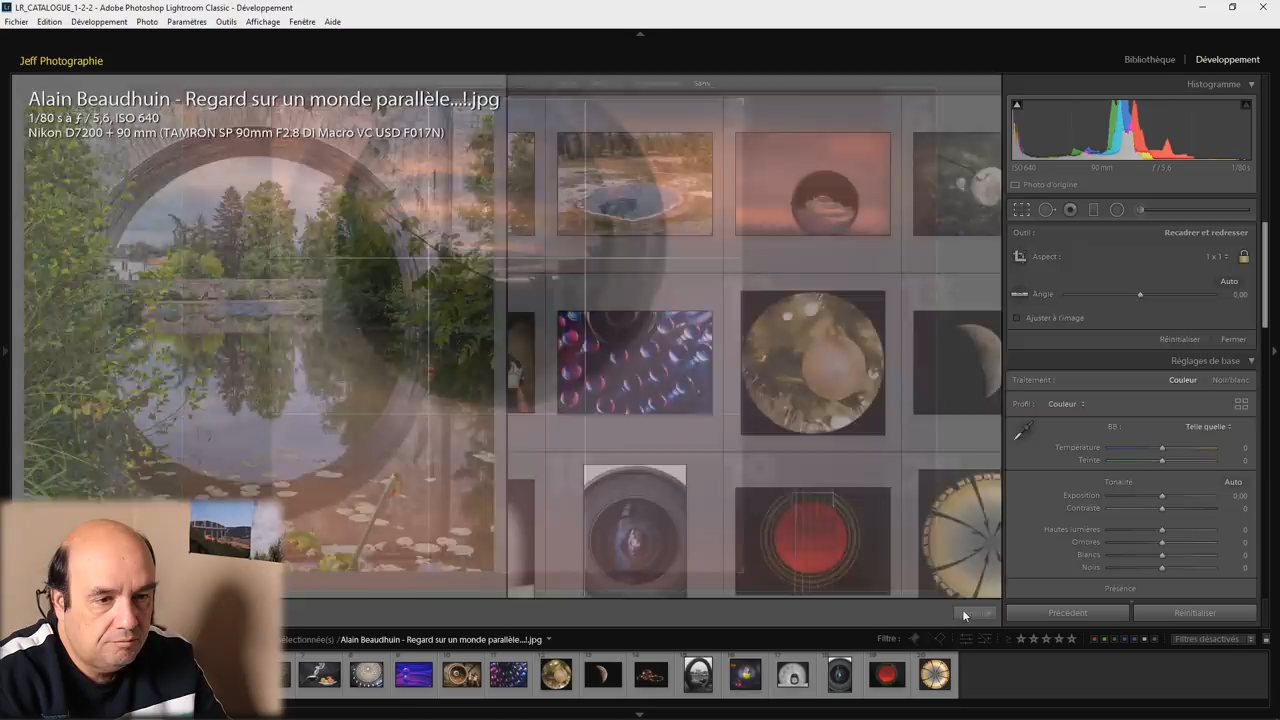 LR_CATALOGUE_1-2-2 - Adobe Photoshop Lightroom Classic - Développement
Fichier Edition Développement Photo Paramètres Outils Affichage Fenêtre Aide
Jeff Photographie
Bibliothèque | Développement
Alain Beaudhuin - Regard sur un monde parallèle...!.jpg
1/80 s à ƒ / 5,6, ISO 640
Nikon D7200 + 90 mm (TAMRON SP 90mm F2.8 Di Macro VC USD F017N)
Histogramme
ISO 640 90 mm ƒ / 5,6 1/80 s
Photo d'origine
Outil : Recadrer et redresser
Aspect : 1 x 1
Auto
Angle 0,00
Ajuster à l'image
Réinitialiser Fermer
Réglages de base
Traitement : Couleur Noir/blanc
Profil : Couleur
BB : Telle quelle
Température 0
Teinte 0
Tonalité Auto
Exposition 0,00
Contraste 0
Hautes lumières 0
Ombres 0
Blancs 0
Noirs 0
Présence
Précédent Réinitialiser
électionnée(s) / Alain Beaudhuin - Regard sur un monde parallèle...!.jpg
Filtre : Filtres désactivés